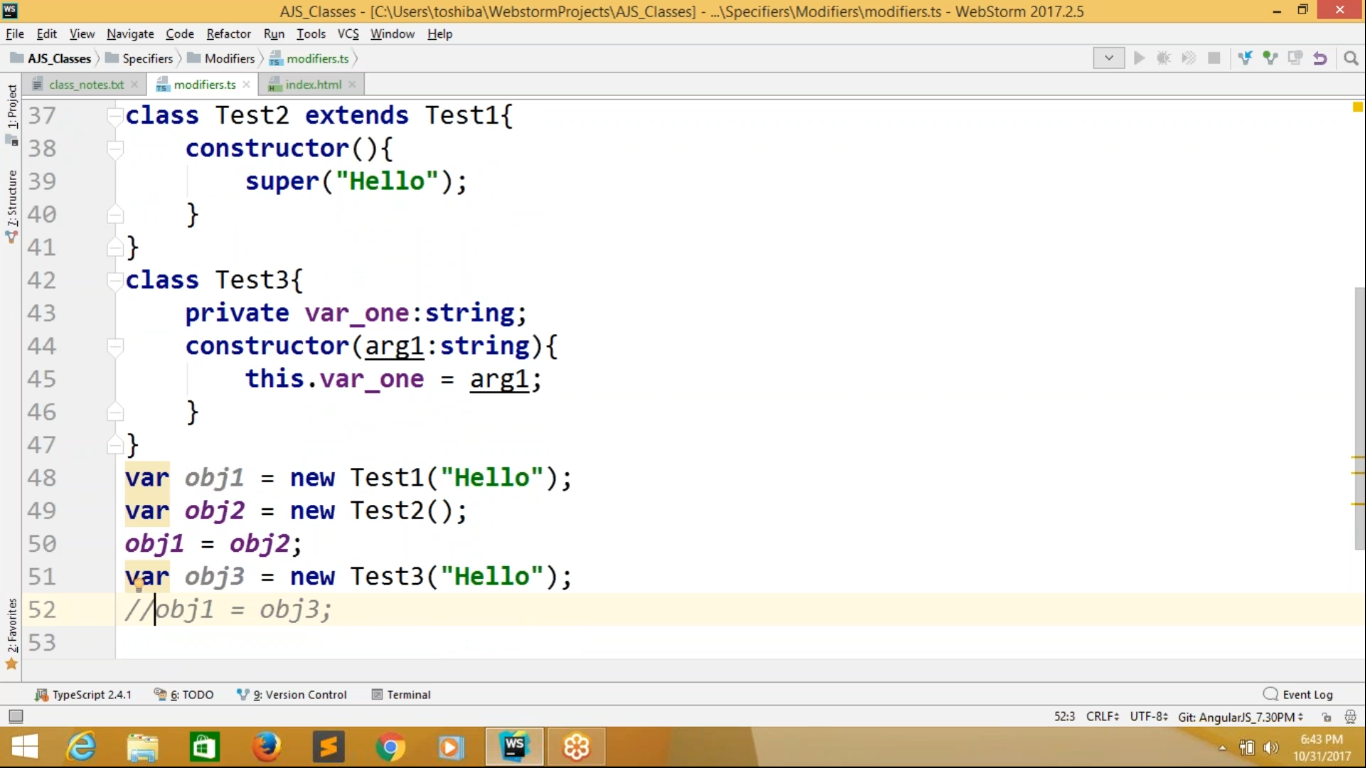 WS AJS_Classes - [C:\Users\toshiba\WebstormProjects\AJS_Classes] - ...\Specifiers\Modifiers\modifiers.ts - WebStorm 2017.2.5
File Edit View Navigate Code Refactor Run Tools VCS Window Help
AJS_Classes Specifiers Modifiers modifiers.ts
class_notes.txt modifiers.ts index.html
1: Project
7: Structure
2: Favorites
37 class Test2 extends Test1{
38 constructor(){
39 super("Hello");
40 }
41 }
42 class Test3{
43 private var_one:string;
44 constructor(arg1:string){
45 this.var_one = arg1;
46 }
47 }
48 var obj1 = new Test1("Hello");
49 var obj2 = new Test2();
50 obj1 = obj2;
51 var obj3 = new Test3("Hello");
52 //obj1 = obj3;
53
TypeScript 2.4.1 6: TODO 9: Version Control Terminal Event Log
52:3 CRLF UTF-8 Git: AngularJS_7.30PM
WS 6:43 PM
10/31/2017